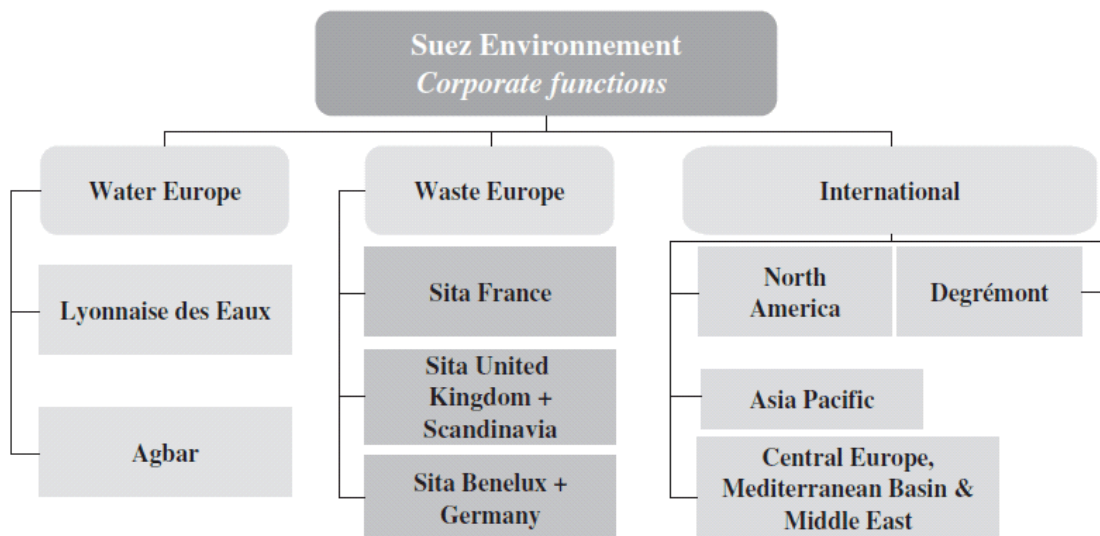 Suez Environnement
Corporate functions
Water Europe
Waste Europe
International
Lyonnaise des Eaux
Agbar
Sita France
Sita United
Kingdom +
Scandinavia
Sita Benelux +
Germany
North
America
Degrémont
Asia Pacific
Central Europe,
Mediterranean Basin &
Middle East